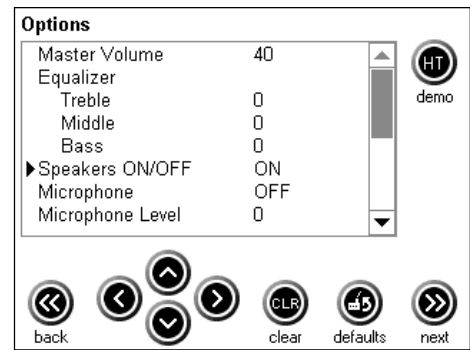 Options
Master Volume 40
Equalizer
Treble 0
Middle 0
Bass 0
Speakers ON/OFF ON
Microphone OFF
Microphone Level 0
HT
demo
CLR
back
clear
defaults
next